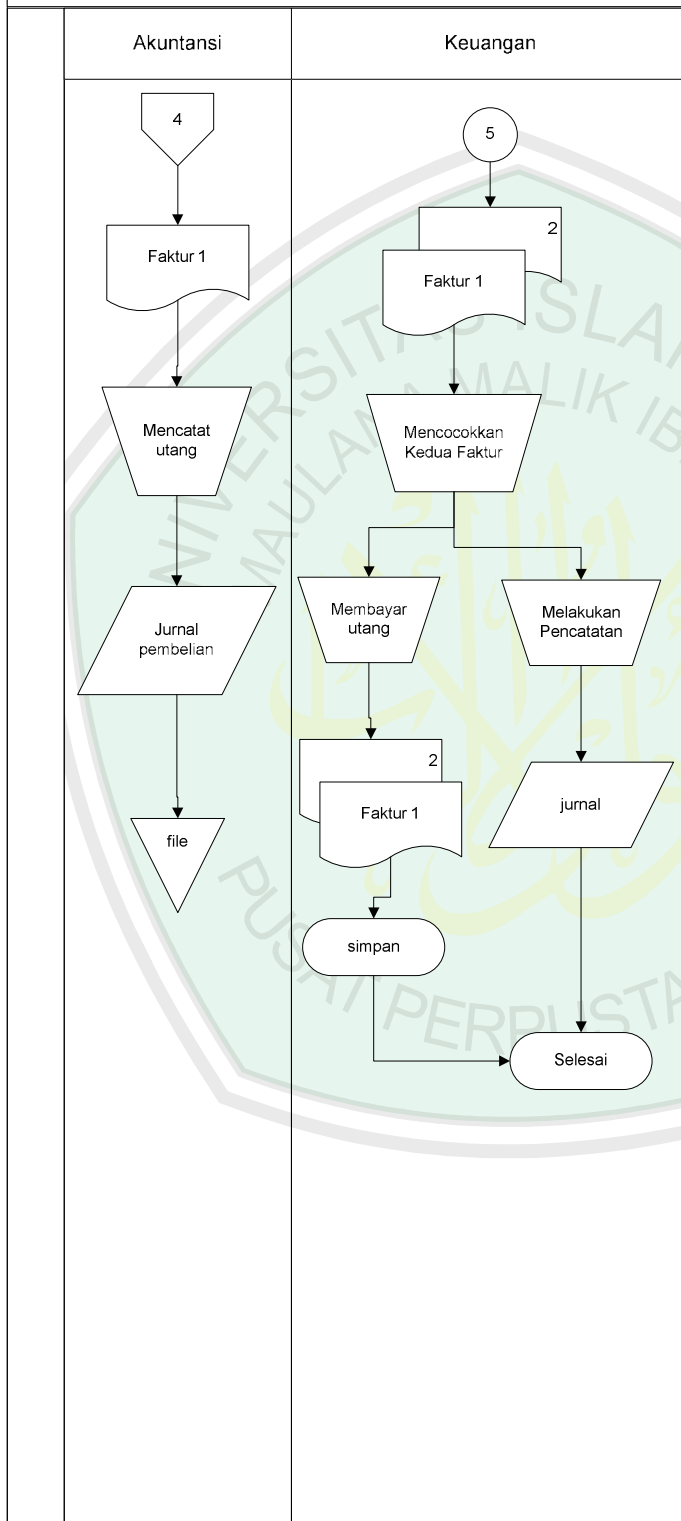 Akuntansi
Keuangan
4
Faktur 1
Mencatat
utang
Jurnal
pembelian
file
5
2
Faktur 1
Mencocokkan
Kedua Faktur
Membayar
utang
Melakukan
Pencatatan
2
Faktur 1
jurnal
simpan
Selesai